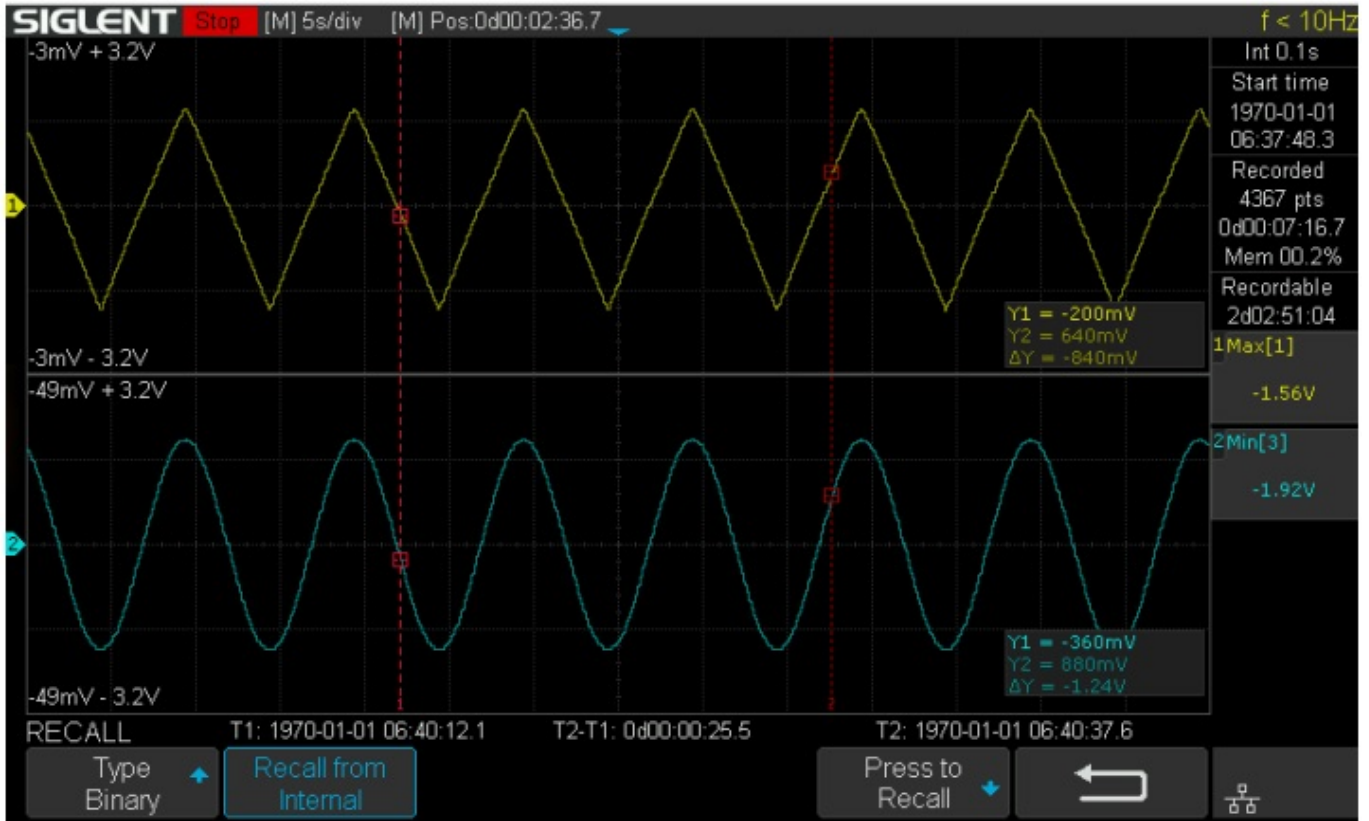 SIGLENT Stop [M] 5s/div [M] Pos:0d00:02:36.7 f < 10Hz
-3mV + 3.2V
Int 0.1s
Start time
1970-01-01
06:37:48.3
Recorded
4367 pts
0d00:07:16.7
Mem 00.2%
Recordable
2d02:51:04
1
Y1 = -200mV
Y2 = 640mV
ΔY = -840mV
-3mV - 3.2V
1 Max[1]
-1.56V
-49mV + 3.2V
2 Min[3]
-1.92V
2
Y1 = -360mV
Y2 = 880mV
ΔY = -1.24V
-49mV - 3.2V
1 2
RECALL T1: 1970-01-01 06:40:12.1 T2-T1: 0d00:00:25.5 T2: 1970-01-01 06:40:37.6
Type
Binary
Recall from
Internal
Press to
Recall